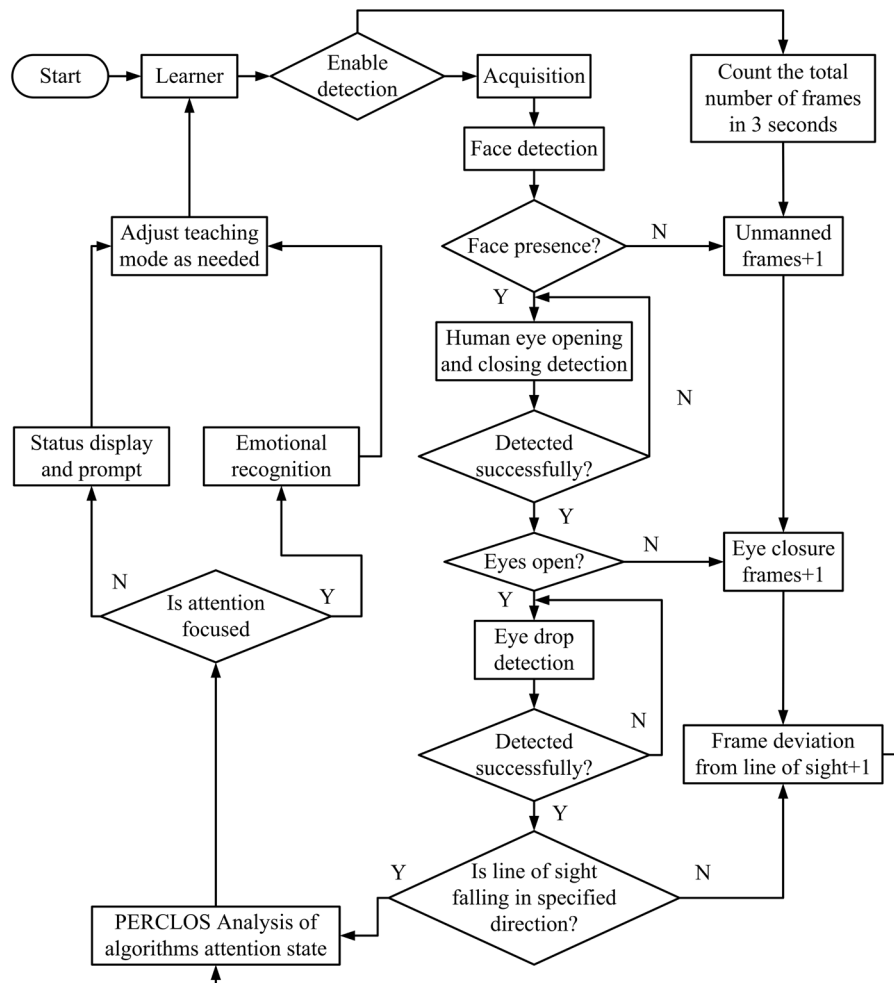 Start
Learner
Enable
detection
Acquisition
Count the total
number of frames
in 3 seconds
Face detection
Adjust teaching
mode as needed
Face presence?
N
Unmanned
frames+1
Y
Human eye opening
and closing detection
N
Status display
and prompt
Emotional
recognition
Detected
successfully?
Y
Eyes open?
N
Eye closure
frames+1
N
Is attention
focused
Y
Y
Eye drop
detection
N
Detected
successfully?
Frame deviation
from line of sight+1
Y
Y
Is line of sight
falling in specified
direction?
N
PERCLOS Analysis of
algorithms attention state